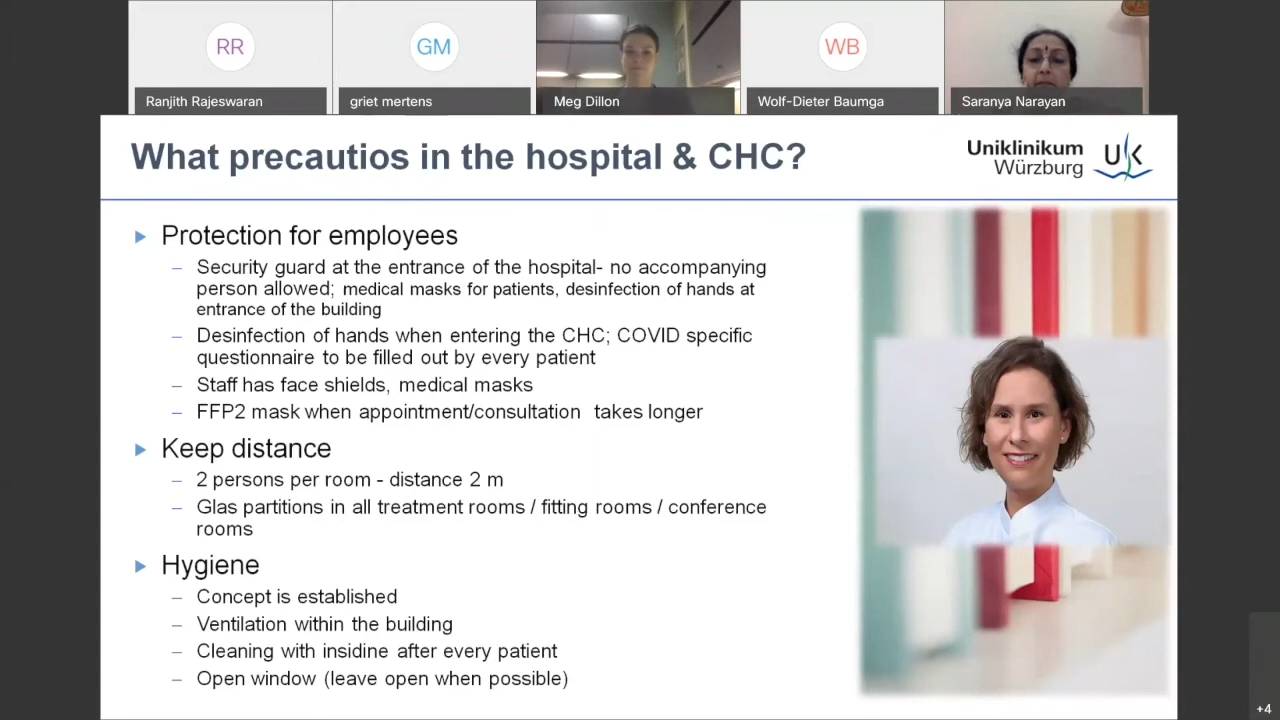 RR
GM
WB
Ranjith Rajeswaran
griet mertens
Meg Dillon
Wolf-Dieter Baumga
Saranya Narayan
What precautios in the hospital & CHC?
Uniklinikum
Würzburg
UK
Protection for employees
– Security guard at the entrance of the hospital- no accompanying
person allowed; medical masks for patients, desinfection of hands at
entrance of the building
– Desinfection of hands when entering the CHC; COVID specific
questionnaire to be filled out by every patient
– Staff has face shields, medical masks
– FFP2 mask when appointment/consultation takes longer
Keep distance
– 2 persons per room - distance 2 m
– Glas partitions in all treatment rooms / fitting rooms / conference
rooms
Hygiene
– Concept is established
– Ventilation within the building
– Cleaning with insidine after every patient
– Open window (leave open when possible)
+4